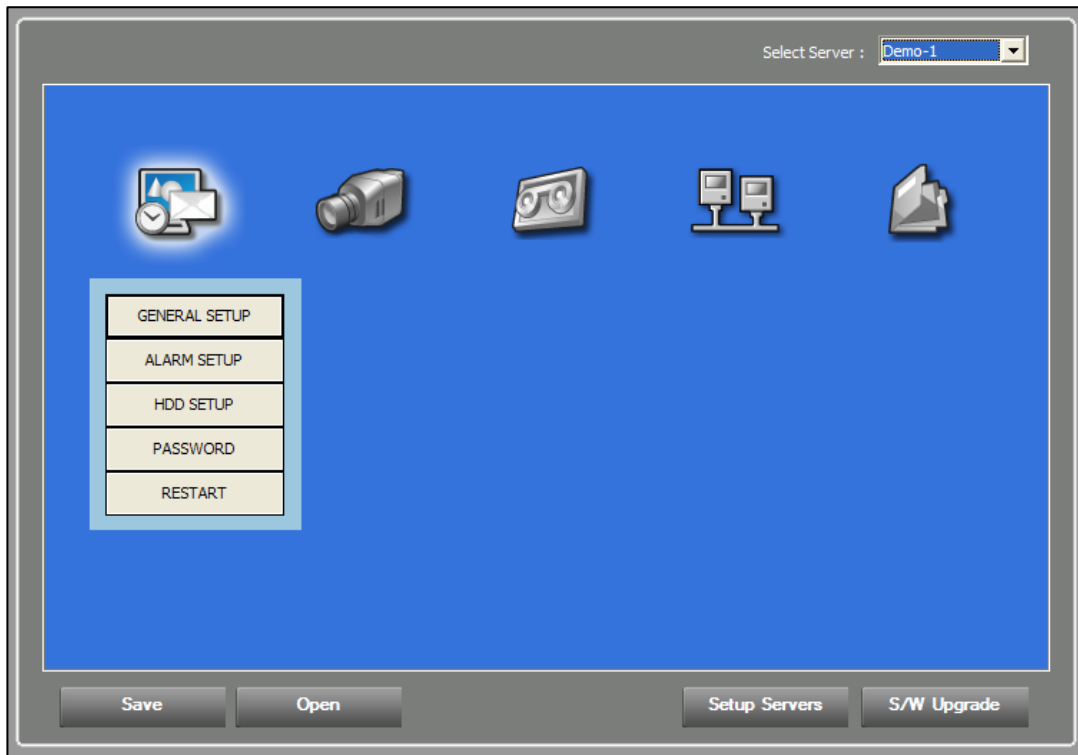 Select Server : Demo-1
GENERAL SETUP
ALARM SETUP
HDD SETUP
PASSWORD
RESTART
Save Open Setup Servers S/W Upgrade